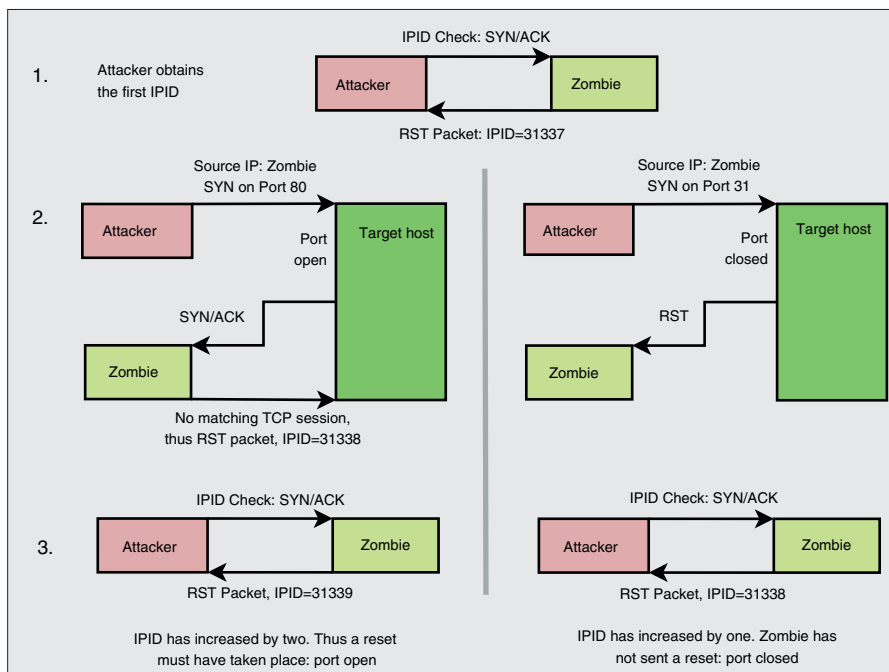 1.
Attacker obtains
the first IPID
IPID Check: SYN/ACK
Attacker
Zombie
RST Packet: IPID=31337
2.
Source IP: Zombie
SYN on Port 80
Attacker
Port
open
Target host
SYN/ACK
Zombie
No matching TCP session,
thus RST packet, IPID=31338
Source IP: Zombie
SYN on Port 31
Attacker
Port
closed
Target host
RST
Zombie
3.
IPID Check: SYN/ACK
Attacker
Zombie
RST Packet, IPID=31339
IPID has increased by two. Thus a reset
must have taken place: port open
IPID Check: SYN/ACK
Attacker
Zombie
RST Packet, IPID=31338
IPID has increased by one. Zombie has
not sent a reset: port closed